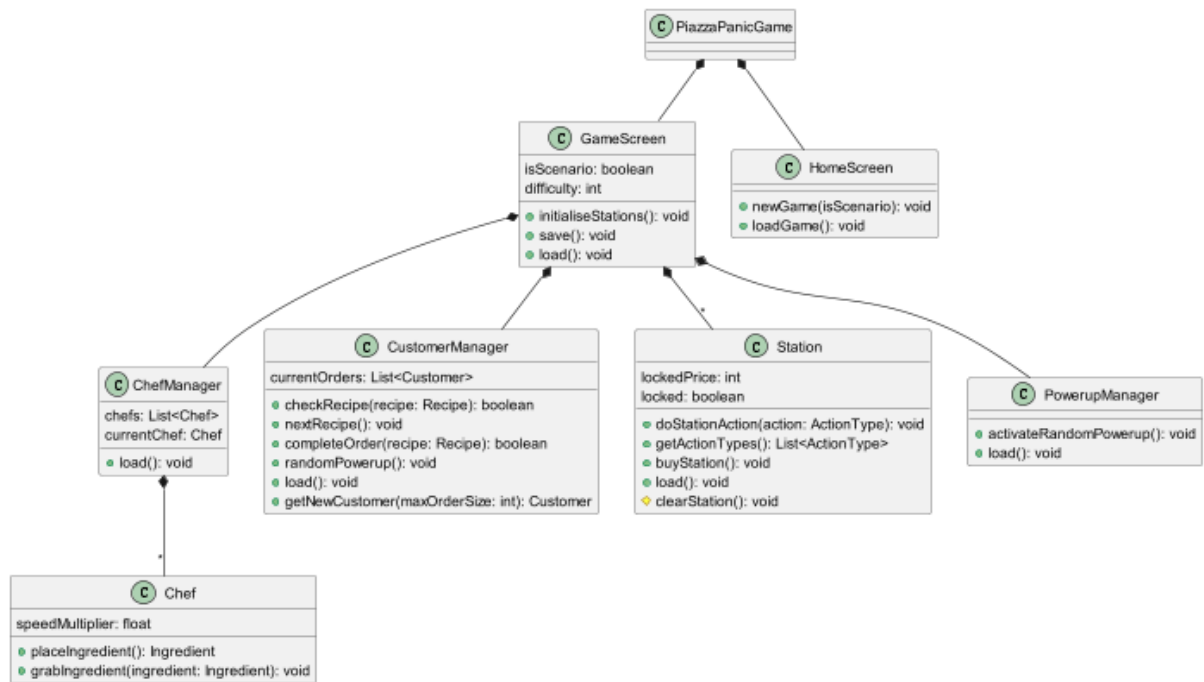 C PiazzaPanicGame
C GameScreen
isScenario: boolean
difficulty: int
initialiseStations(): void
save(): void
load(): void
C HomeScreen
newGame(isScenario): void
loadGame(): void
C ChefManager
chefs: List<Chef>
currentChef: Chef
load(): void
C CustomerManager
currentOrders: List<Customer>
checkRecipe(recipe: Recipe): boolean
nextRecipe(): void
completeOrder(recipe: Recipe): boolean
randomPowerup(): void
load(): void
getNewCustomer(maxOrderSize: int): Customer
*
C Station
lockedPrice: int
locked: boolean
doStationAction(action: ActionType): void
getActionTypes(): List<ActionType>
buyStation(): void
load(): void
clearStation(): void
C PowerupManager
activateRandomPowerup(): void
load(): void
*
C Chef
speedMultiplier: float
placeIngredient(): Ingredient
grabIngredient(ingredient: Ingredient): void